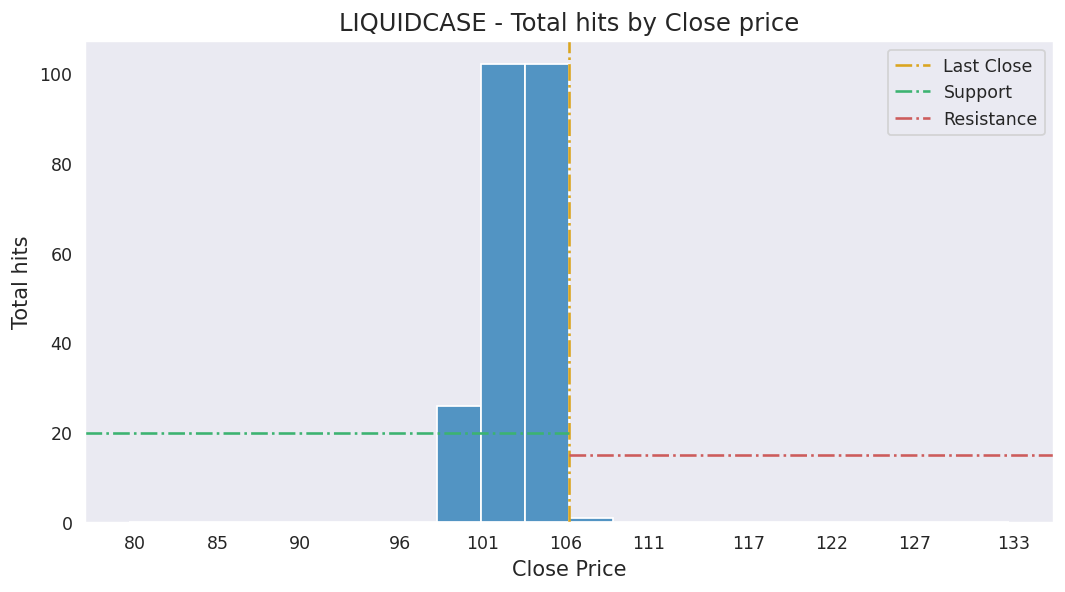 LIQUIDCASE - Total hits by Close price
Last Close
Support
Resistance
Total hits
100
80
60
40
20
0
80 85 90 96 101 106 111 117 122 127 133
Close Price